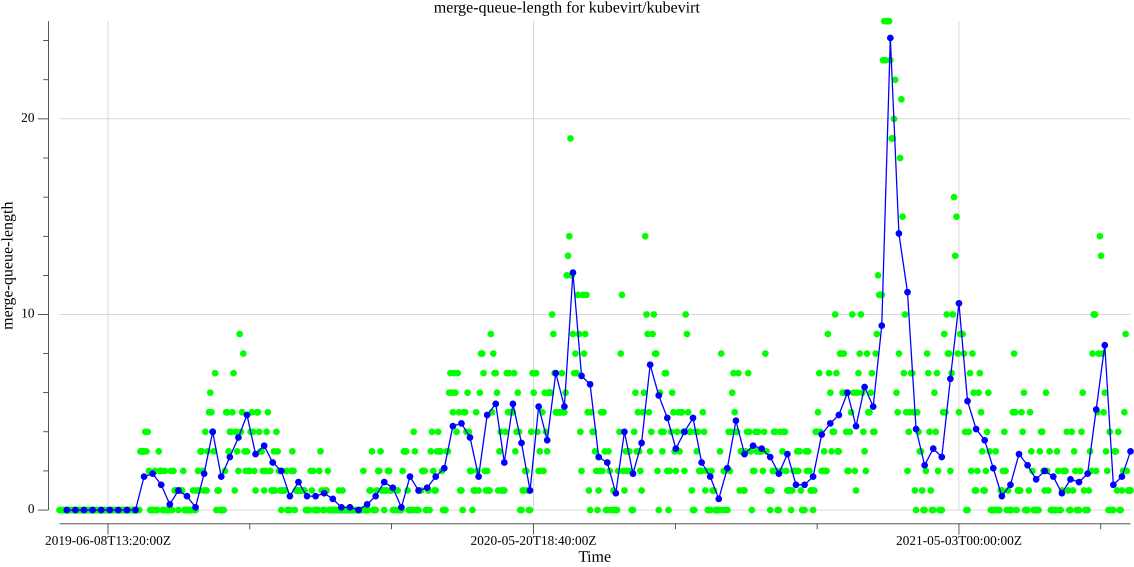 merge-queue-length for kubevirt/kubevirt
merge-queue-length
20
10
0
2019-06-08T13:20:00Z
2020-05-20T18:40:00Z
2021-05-03T00:00:00Z
Time